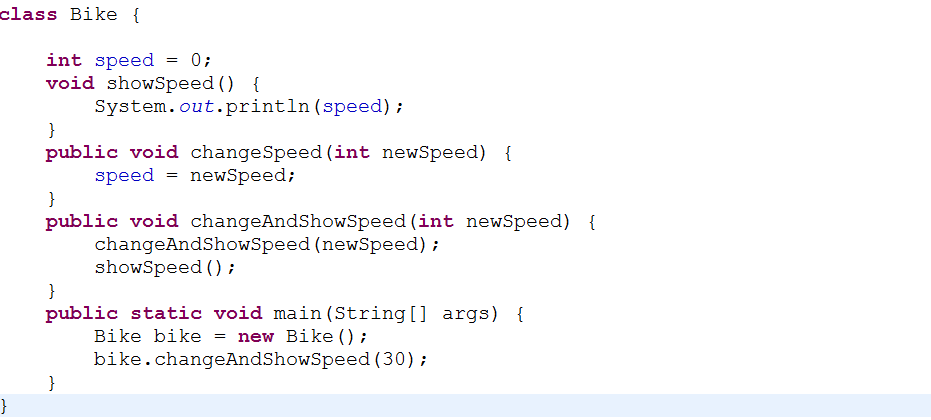 class Bike {
int speed = 0;
void showSpeed() {
System.out.println(speed);
}
public void changeSpeed(int newSpeed) {
speed = newSpeed;
}
public void changeAndShowSpeed(int newSpeed) {
changeAndShowSpeed(newSpeed);
showSpeed();
}
public static void main(String[] args) {
Bike bike = new Bike();
bike.changeAndShowSpeed(30);
}
}